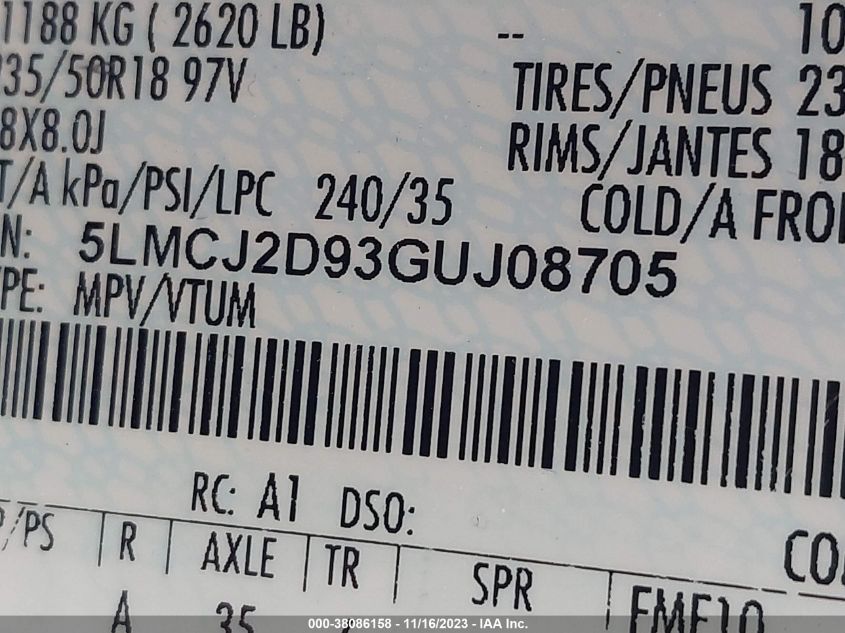 1188 KG ( 2620 LB) -- 10
35/50R18 97V TIRES/PNEUS 23
8X8.0J RIMS/JANTES 18
T/A kPa/PSI/LPC 240/35 COLD/A FRO
N: 5LMCJ2D93GUJ08705
PE: MPV/VTUM
RC: A1 DSO:
/PS R AXLE TR SPR CO
A 35 EMF10
000-38086158 - 11/16/2023 - IAA Inc.